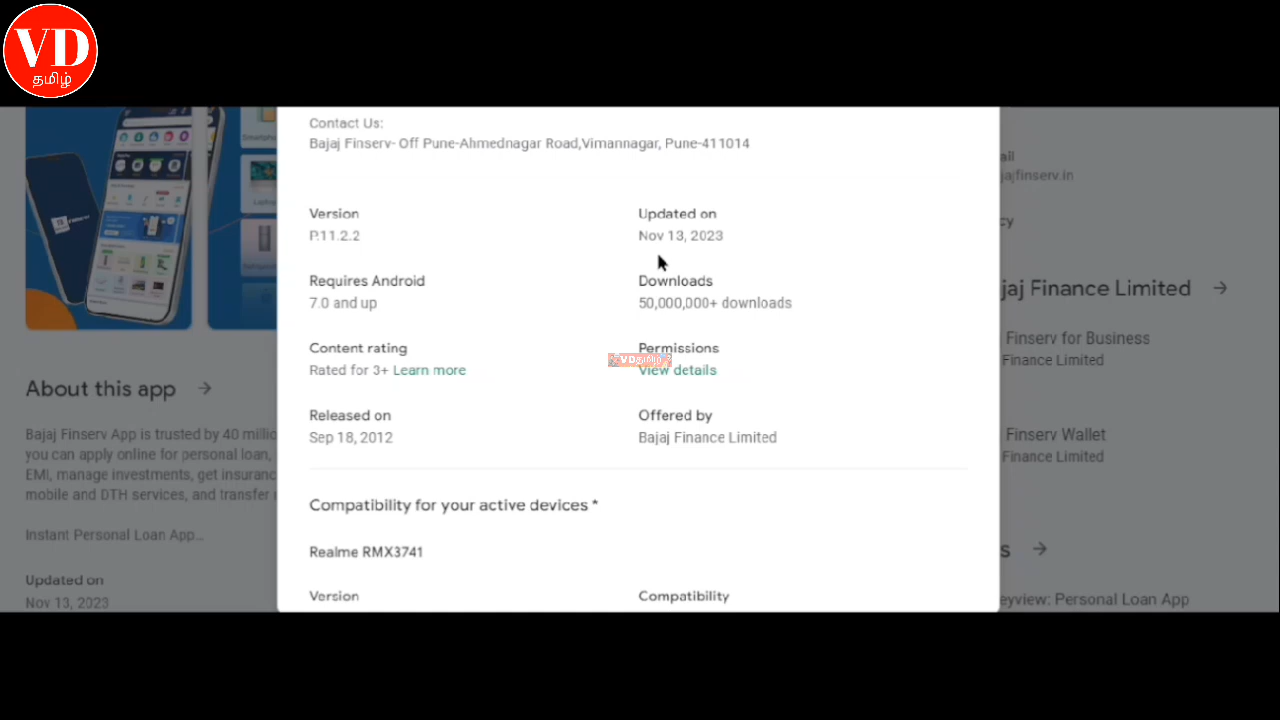 VD
தமிழ்
Contact Us:
Bajaj Finserv- Off Pune-Ahmednagar Road,Vimannagar, Pune-411014
Version
P.11.2.2
Updated on
Nov 13, 2023
Requires Android
7.0 and up
Downloads
50,000,000+ downloads
Content rating
Rated for 3+ Learn more
Permissions
View details
VDதமிழ்
Released on
Sep 18, 2012
Offered by
Bajaj Finance Limited
Compatibility for your active devices *
Realme RMX3741
Version
Compatibility
About this app
Bajaj Finserv App is trusted by 40 millio
you can apply online for personal loan,
EMI, manage investments, get insuranc
mobile and DTH services, and transfer
Instant Personal Loan App...
Updated on
Nov 13, 2023
ail
jajfinserv.in
cy
jaj Finance Limited
Finserv for Business
Finance Limited
Finserv Wallet
Finance Limited
s
eyview: Personal Loan App